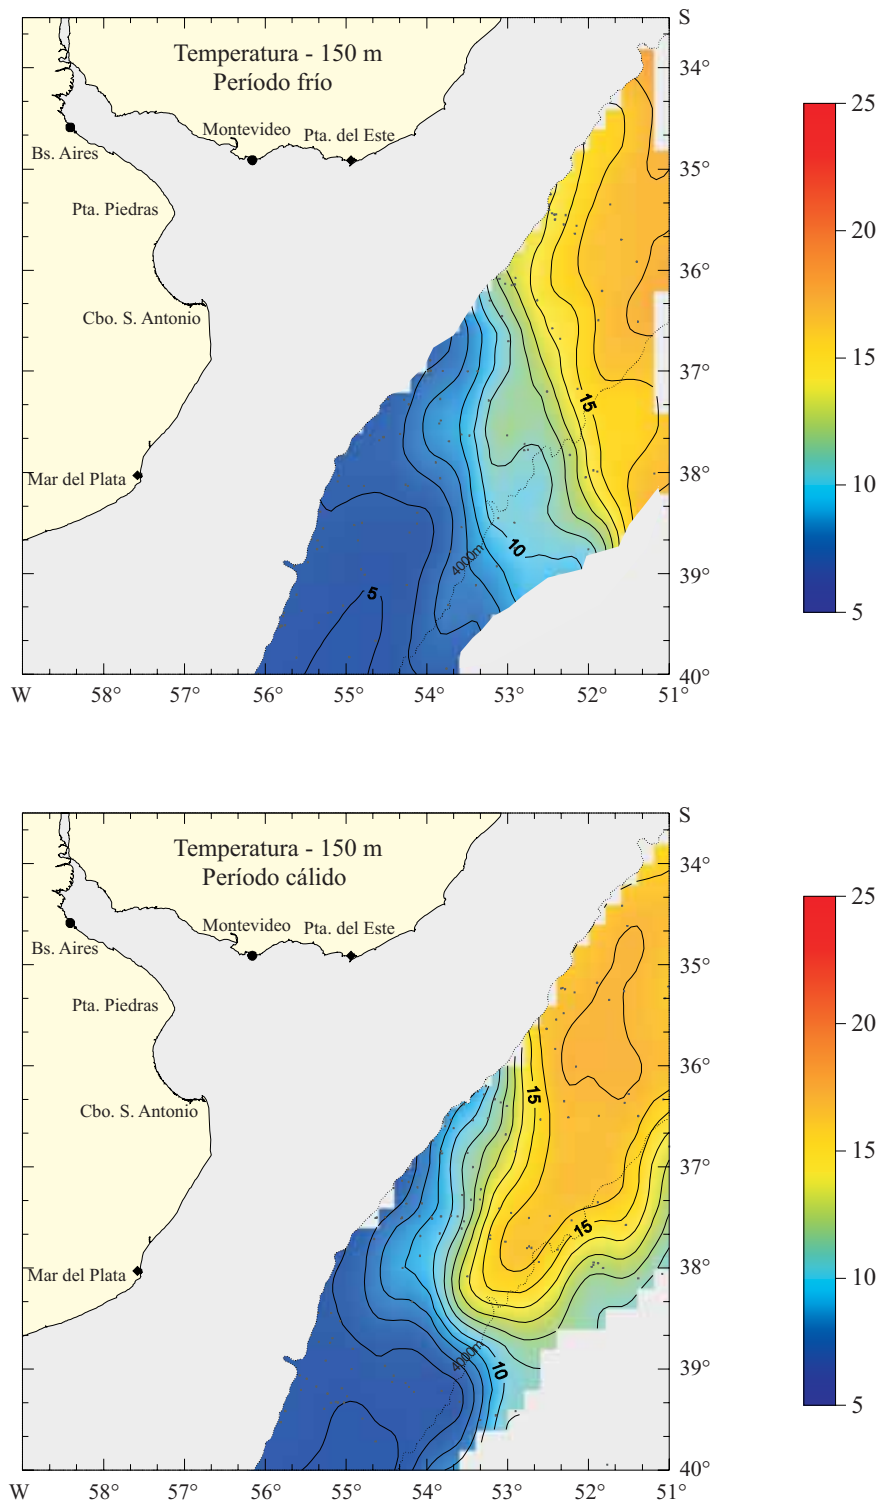 S
Temperatura - 150 m
Período frío
34°
25
Montevideo
Pta. del Este
Bs. Aires
35°
Pta. Piedras
20
36°
Cbo. S. Antonio
15
37°
15
Mar del Plata
38°
10
10
4000m
39°
5
5
40°
W
58°
57°
56°
55°
54°
53°
52°
51°
S
Temperatura - 150 m
Período cálido
34°
25
Montevideo
Pta. del Este
Bs. Aires
35°
Pta. Piedras
20
36°
15
Cbo. S. Antonio
37°
15
15
Mar del Plata
38°
10
4000m
10
39°
5
40°
W
58°
57°
56°
55°
54°
53°
52°
51°